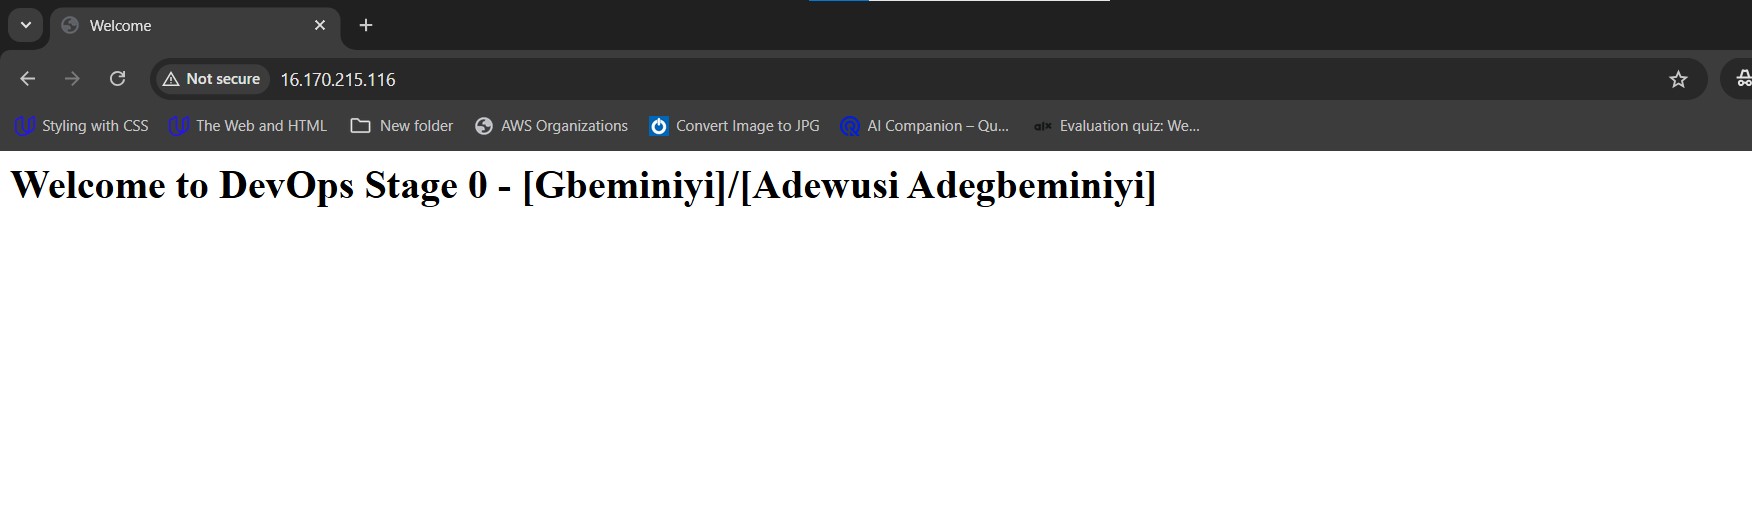 Welcome
Not secure 16.170.215.116
Styling with CSS The Web and HTML New folder AWS Organizations Convert Image to JPG AI Companion – Qu... alx Evaluation quiz: We...
Welcome to DevOps Stage 0 - [Gbeminiyi]/[Adewusi Adegbeminiyi]